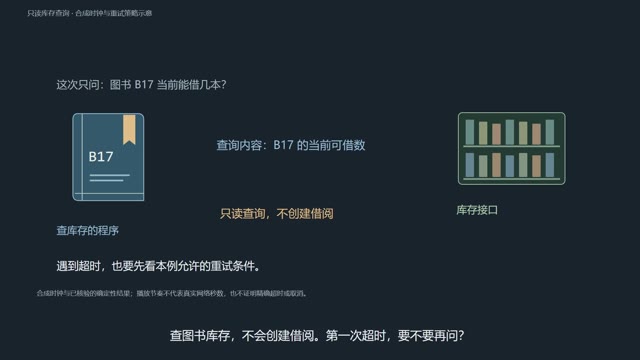 只读库存查询 · 合成时钟与重试策略示意
这次只问：图书 B17 当前能借几本？
B17
查询内容：B17 的当前可借数
只读查询，不创建借阅
查库存的程序
库存接口
遇到超时，也要先看本例允许的重试条件。
合成时钟与已核验的确定性结果；播放节奏不代表真实网络秒数，也不证明精确超时或取消。
查图书库存，不会创建借阅。第一次超时，要不要再问？